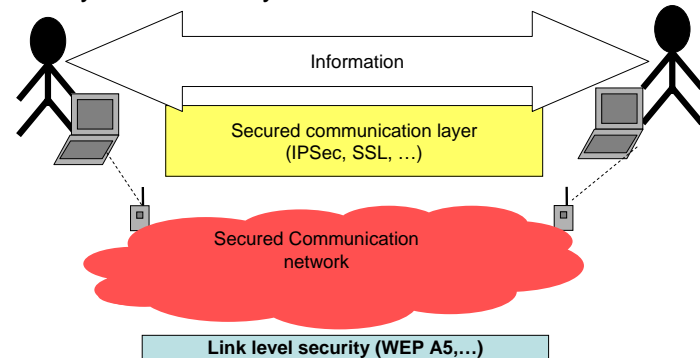 Information
Secured communication layer
(IPSec, SSL, …)
Secured Communication
network
Link level security (WEP A5,…)